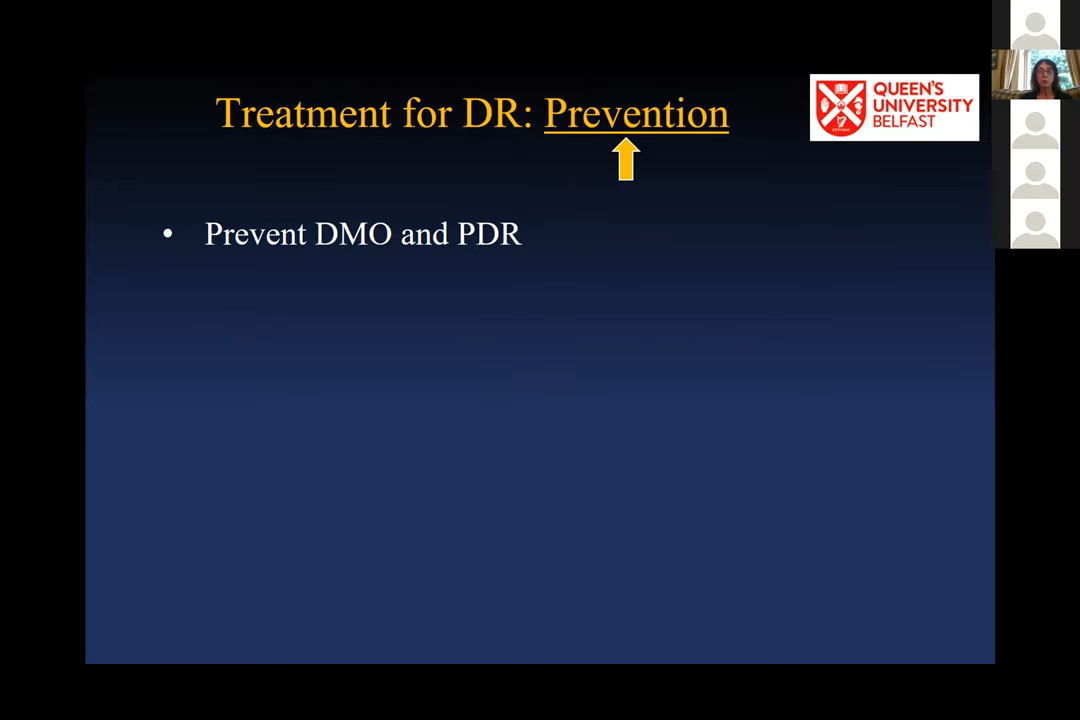 Treatment for DR: Prevention
QUEEN'S
UNIVERSITY
BELFAST
• Prevent DMO and PDR